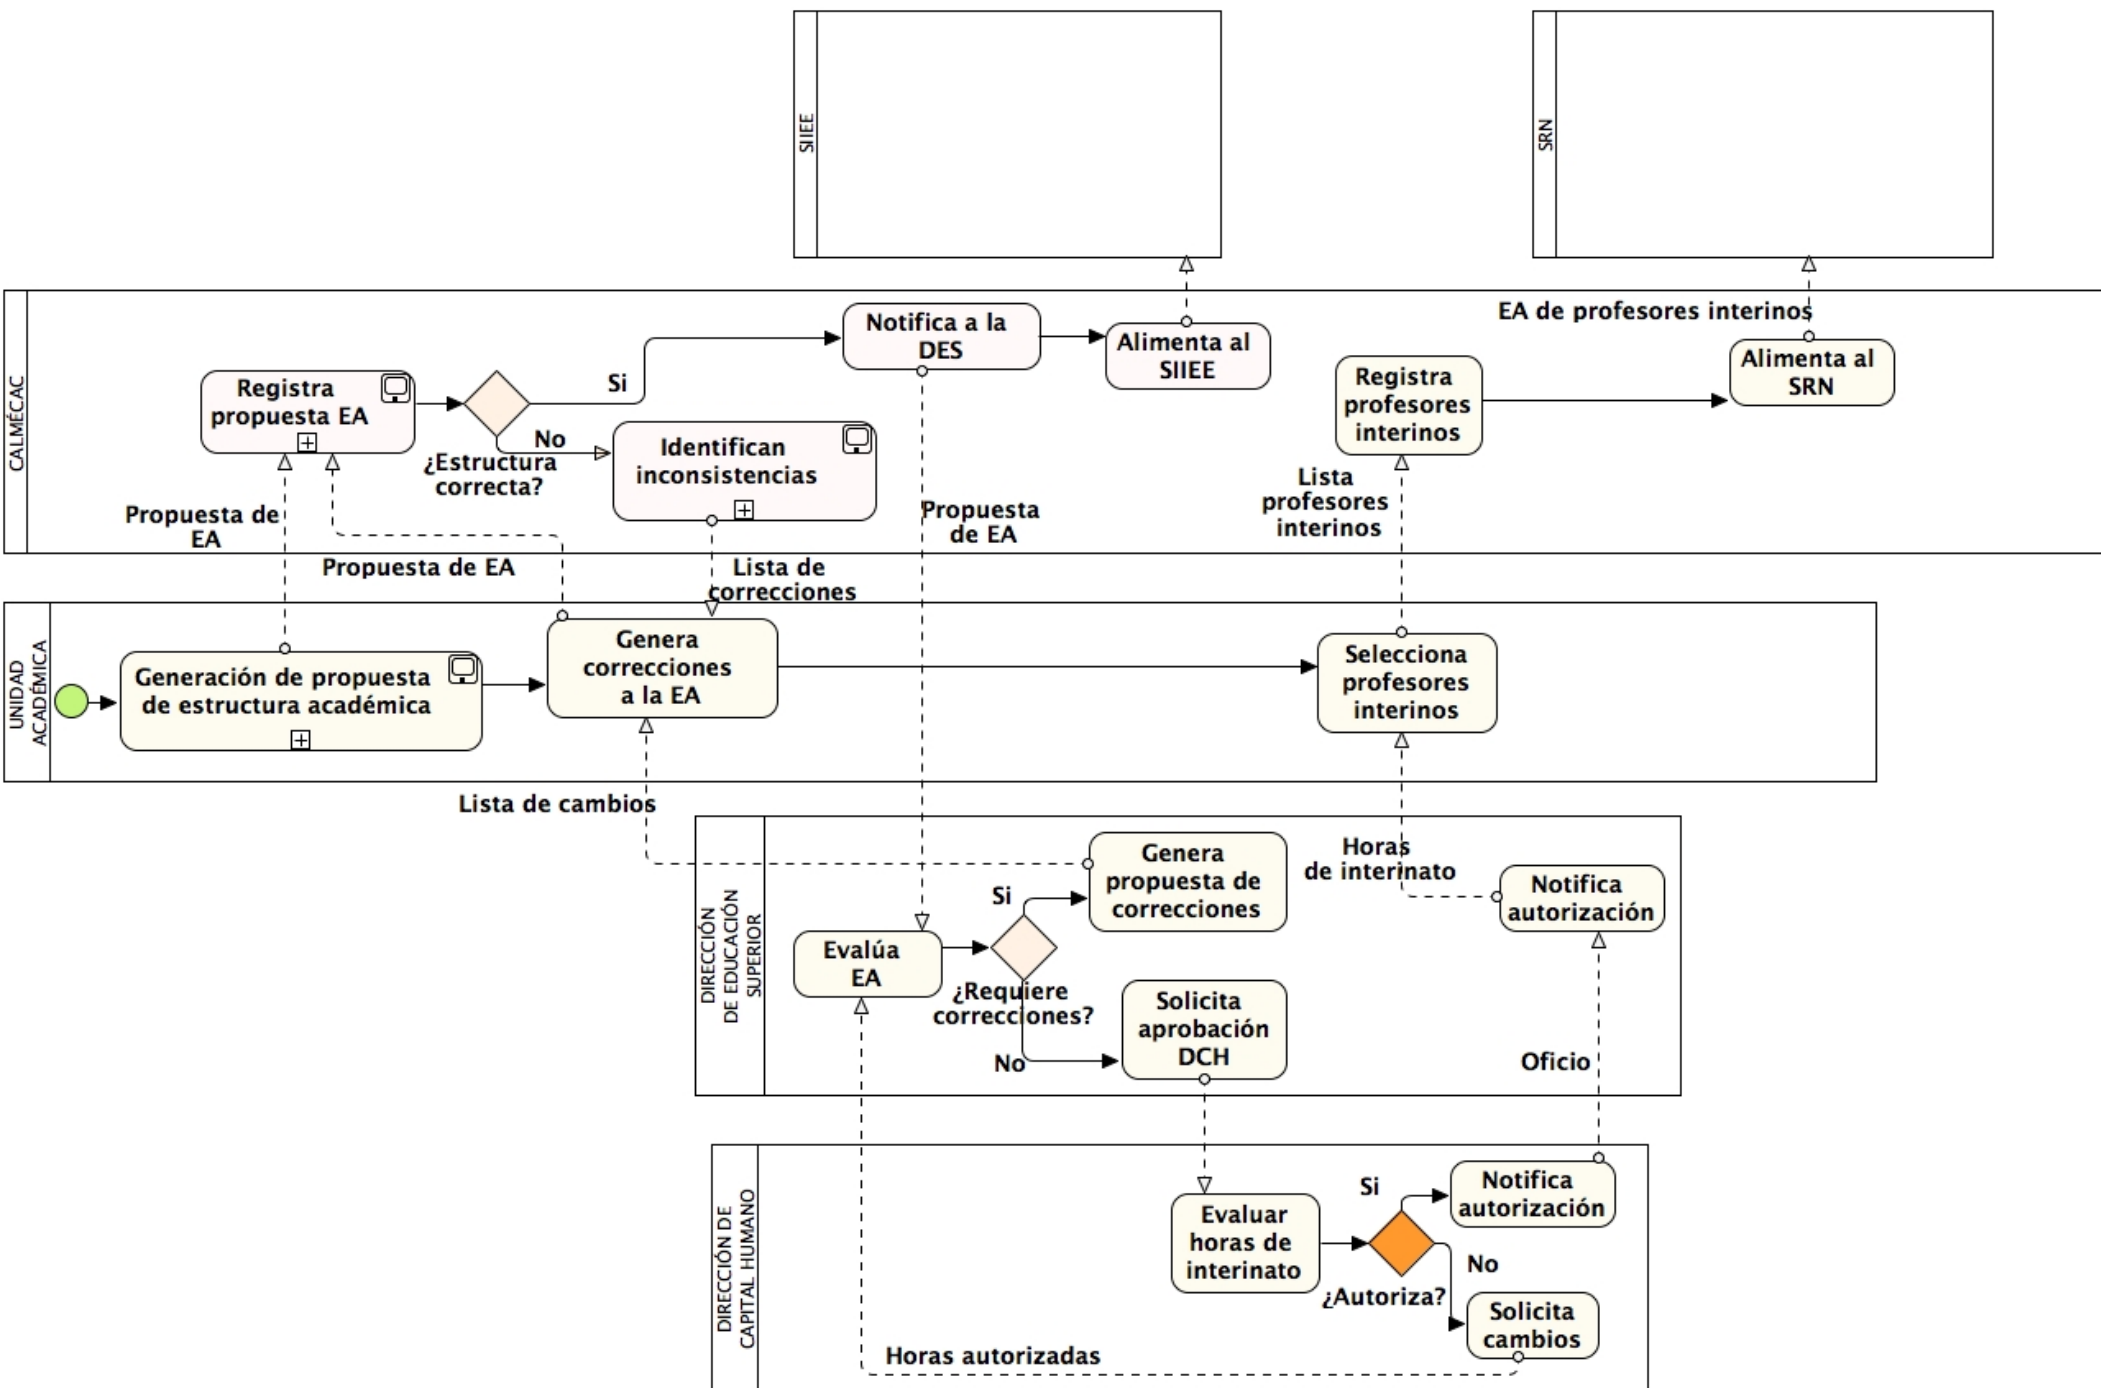 SIIEE
SRN
CALMÉCAC
EA de profesores interinos
Notifica a la
DES
Alimenta al
SIIEE
Alimenta al
SRN
Registra
propuesta EA
Si
No
¿Estructura
correcta?
Identifican
inconsistencias
Registra
profesores
interinos
Propuesta de
EA
Propuesta
de EA
Lista
profesores
interinos
Propuesta de EA
Lista de
correcciones
UNIDAD
ACADÉMICA
Generación de propuesta
de estructura académica
Genera
correcciones
a la EA
Selecciona
profesores
interinos
Lista de cambios
DIRECCIÓN
DE EDUCACIÓN
SUPERIOR
Genera
propuesta de
correcciones
Horas
de interinato
Notifica
autorización
Si
Evalúa
EA
¿Requiere
correcciones?
No
Solicita
aprobación
DCH
Oficio
DIRECCIÓN DE
CAPITAL HUMANO
Evaluar
horas de
interinato
Si
Notifica
autorización
No
¿Autoriza?
Solicita
cambios
Horas autorizadas